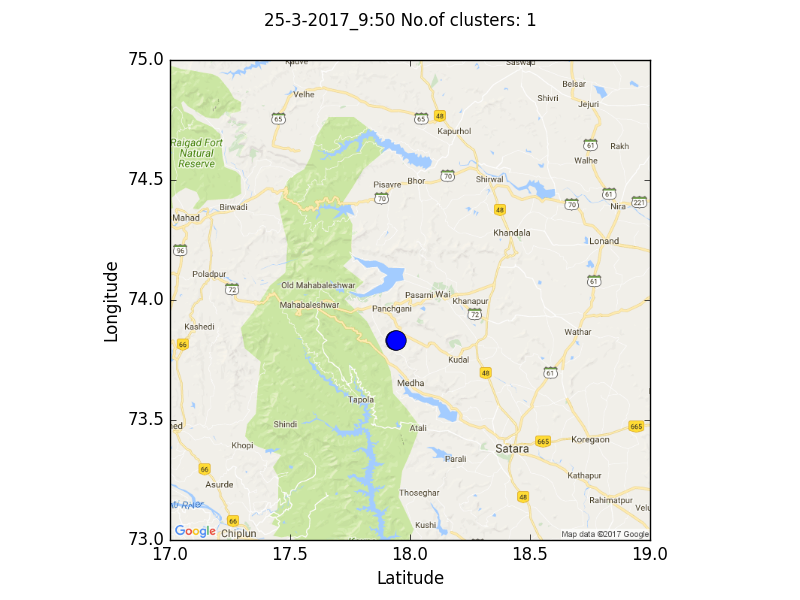 25-3-2017_9:50 No.of clusters: 1
75.0
74.5
74.0
73.5
73.0
Longitude
17.0
17.5
18.0
18.5
19.0
Latitude
Saswad
Belsar
Velhe
Shivri
Jejuri
65
65
48
Kapurhol
Raigad Fort
Natural
Reserve
61
Rakh
Walhe
70
Pisavre
Bhor
Shirwal
61
70
70
221
Nira
Birwadi
48
Mahad
Khandala
Lonand
96
Poladpur
72
61
Old Mahabaleshwar
Pasarni
Wai
Khanapur
Mahabaleshwar
Panchgani
72
Kashedi
Wathar
66
Kudal
48
61
Medha
Tapola
Shindi
Atali
665
Khopi
665
Koregaon
Satara
Parali
66
Kathapur
Asurde
Thoseghar
48
Rahimatpur
66
Kushi
Chiplun
Google
Map data ©2017 Google